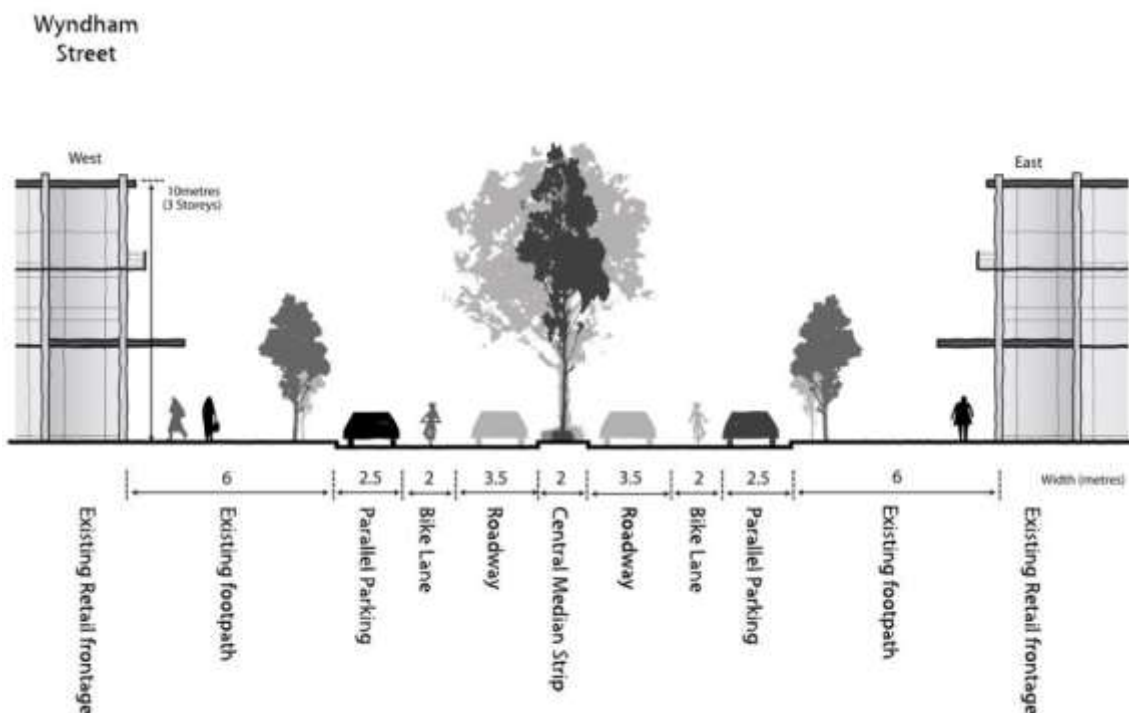 Wyndham
Street
West
East
10metres
(3 Storeys)
6
2.5
2
3.5
2
3.5
2
2.5
6
Width (metres)
Existing Retail frontage
Existing footpath
Parallel Parking
Bike Lane
Roadway
Central Median Strip
Roadway
Bike Lane
Parallel Parking
Existing footpath
Existing Retail frontage